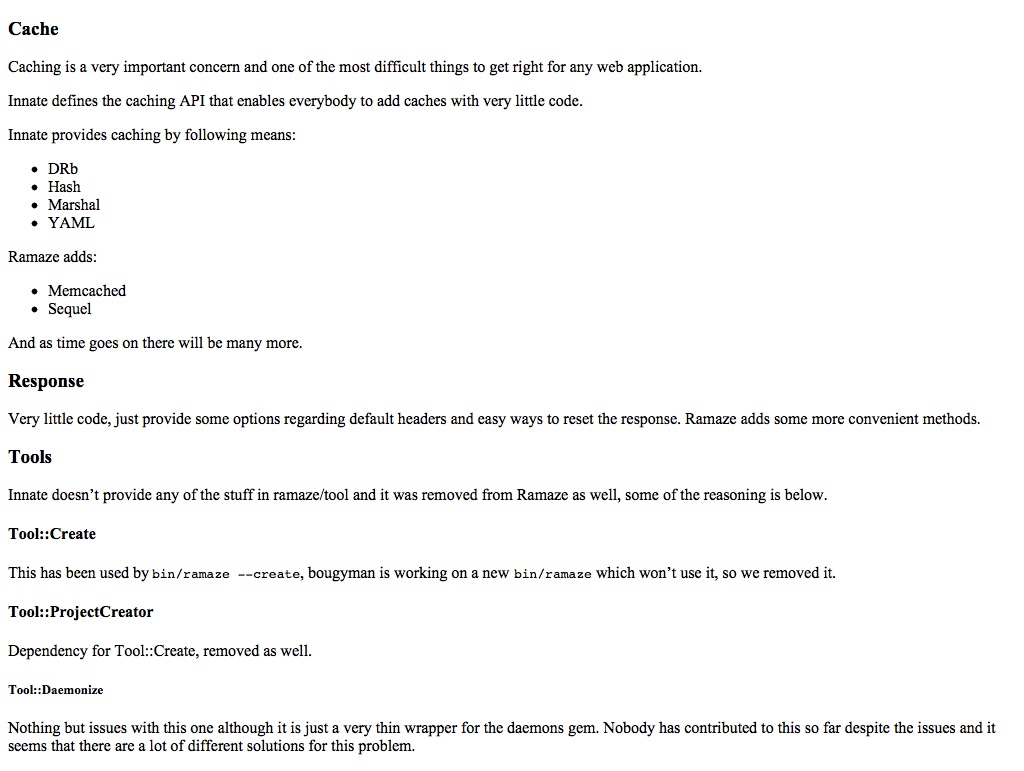 Cache
Caching is a very important concern and one of the most difficult things to get right for any web application.
Innate defines the caching API that enables everybody to add caches with very little code.
Innate provides caching by following means:
• DRb
• Hash
• Marshal
• YAML
Ramaze adds:
• Memcached
• Sequel
And as time goes on there will be many more.
Response
Very little code, just provide some options regarding default headers and easy ways to reset the response. Ramaze adds some more convenient methods.
Tools
Innate doesn’t provide any of the stuff in ramaze/tool and it was removed from Ramaze as well, some of the reasoning is below.
Tool::Create
This has been used by bin/ramaze --create, bougyman is working on a new bin/ramaze which won’t use it, so we removed it.
Tool::ProjectCreator
Dependency for Tool::Create, removed as well.
Tool::Daemonize
Nothing but issues with this one although it is just a very thin wrapper for the daemons gem. Nobody has contributed to this so far despite the issues and it
seems that there are a lot of different solutions for this problem.